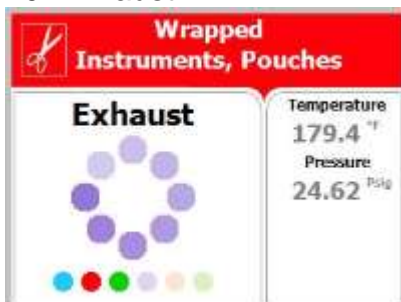 Wrapped
Instruments, Pouches
Exhaust
Temperature
179.4 °F
Pressure
24.62 Psig